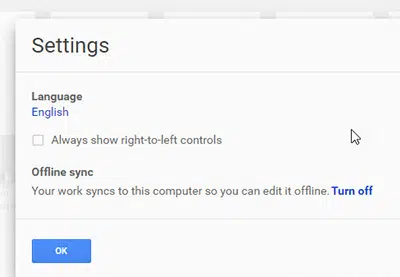 Settings
Language
English
Always show right-to-left controls
Offline sync
Your work syncs to this computer so you can edit it offline. Turn off
OK